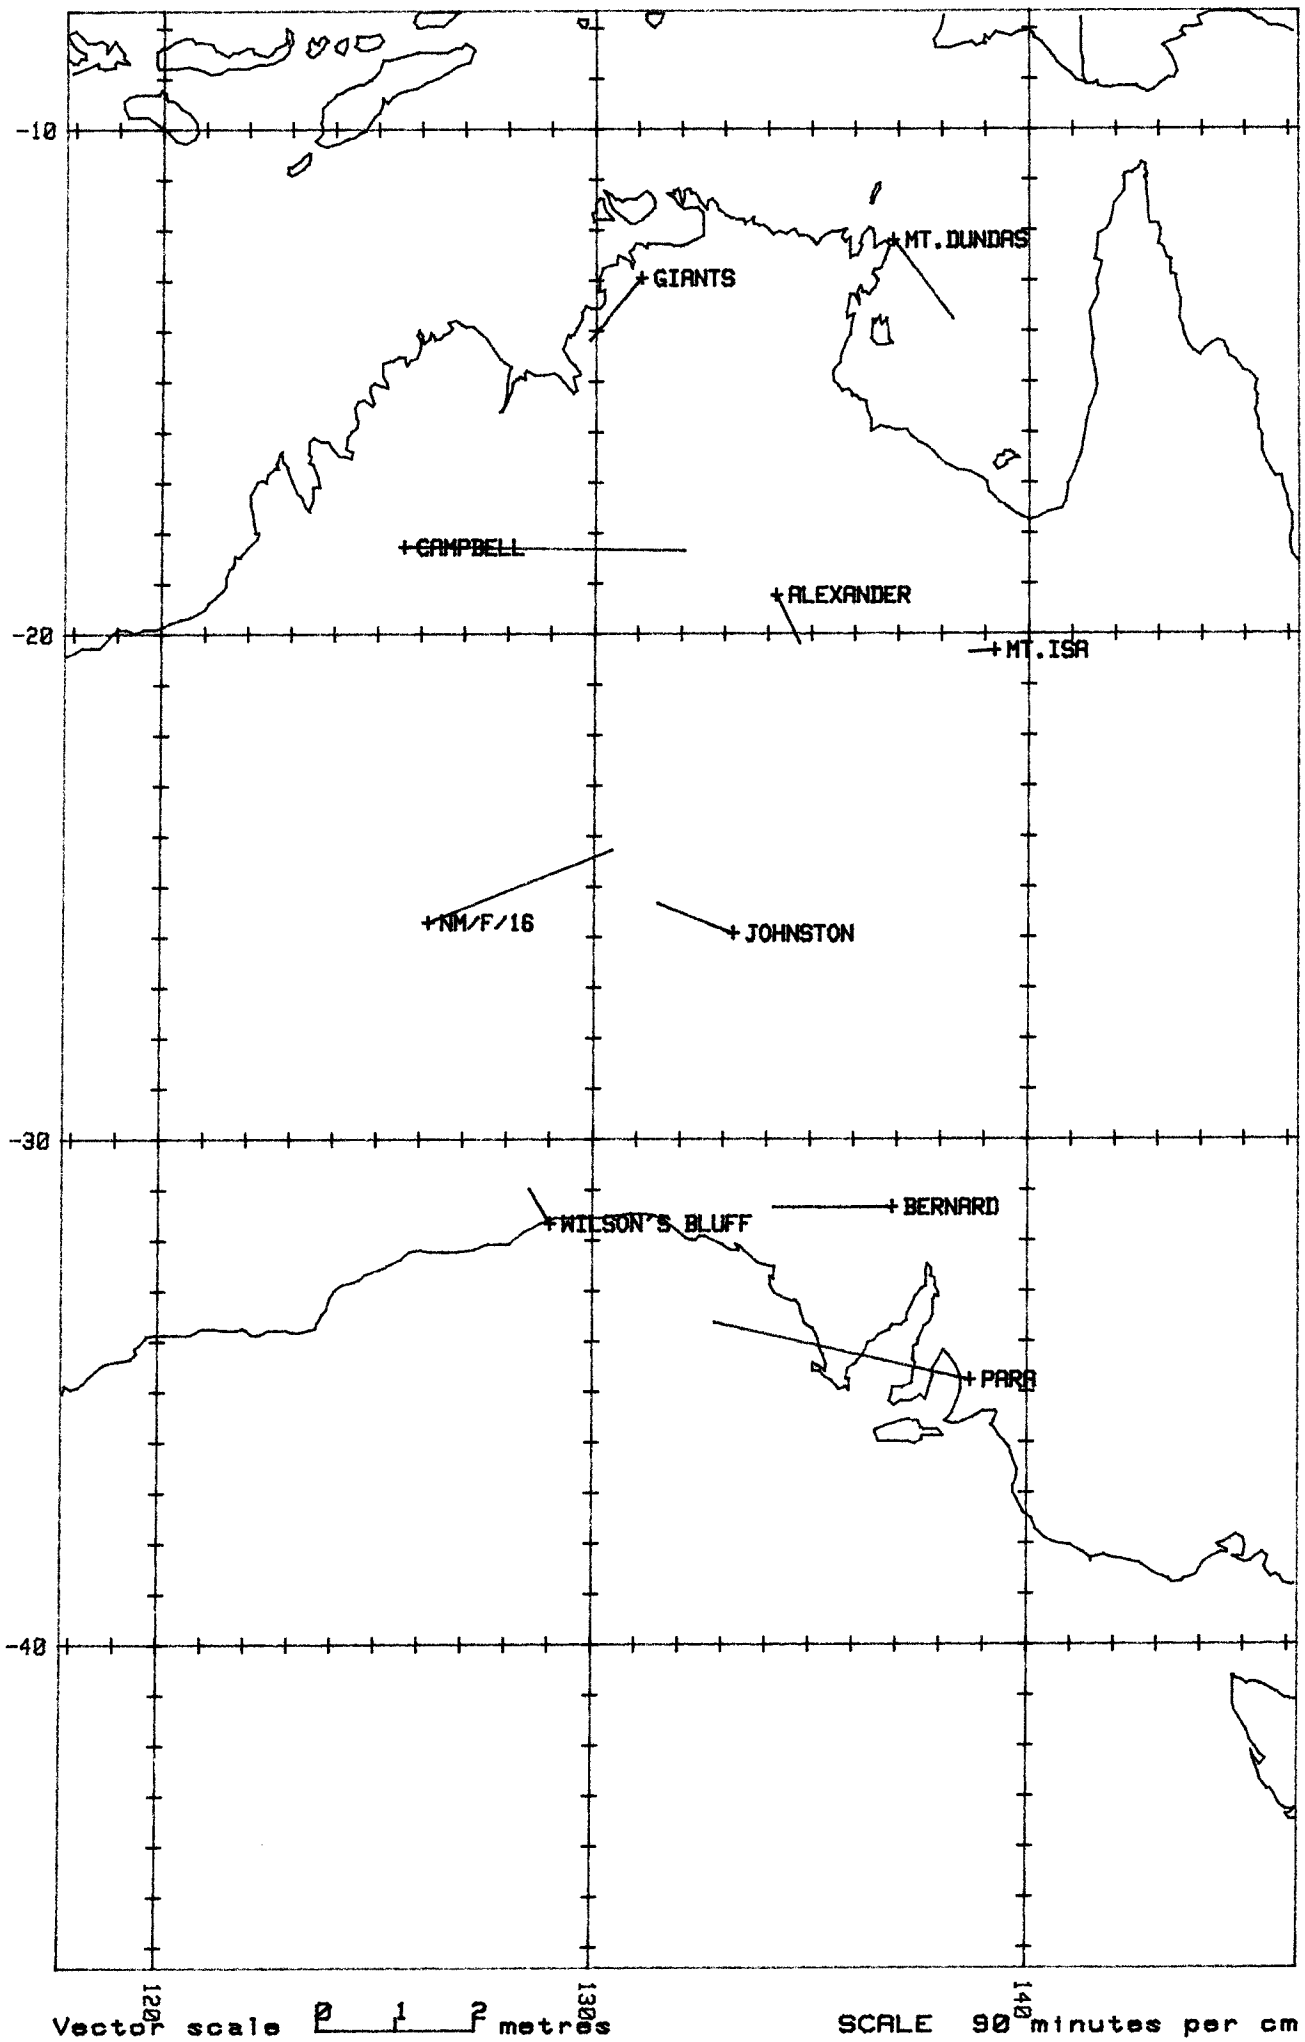 -10
MT.DUNDAS
GIANTS
CAMPBELL
ALEXANDER
-20
MT.ISA
NM/F/16
JOHNSTON
-30
BERNARD
WILSON'S BLUFF
PARA
-40
120
130
140
Vector scale 0 1 2 metres
SCALE 90 minutes per cm